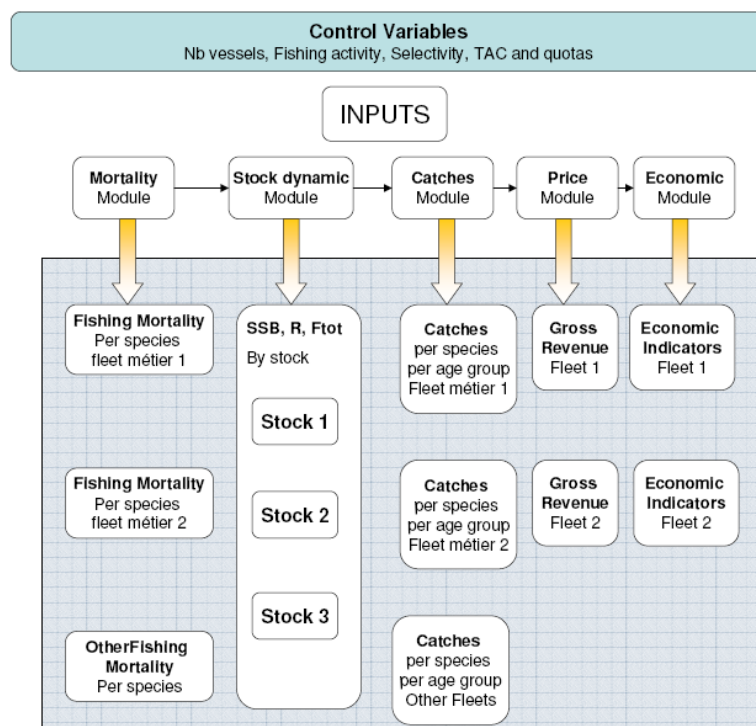 Control Variables
Nb vessels, Fishing activity, Selectivity, TAC and quotas
INPUTS
Mortality
Module
Stock dynamic
Module
Catches
Module
Price
Module
Economic
Module
Fishing Mortality
Per species
fleet métier 1
SSB, R, Ftot
By stock
Stock 1
Stock 2
Stock 3
Catches
per species
per age group
Fleet métier 1
Gross
Revenue
Fleet 1
Economic
Indicators
Fleet 1
Fishing Mortality
Per species
fleet métier 2
Catches
per species
per age group
Fleet métier 2
Gross
Revenue
Fleet 2
Economic
Indicators
Fleet 2
OtherFishing
Mortality
Per species
Catches
per species
per age group
Other Fleets